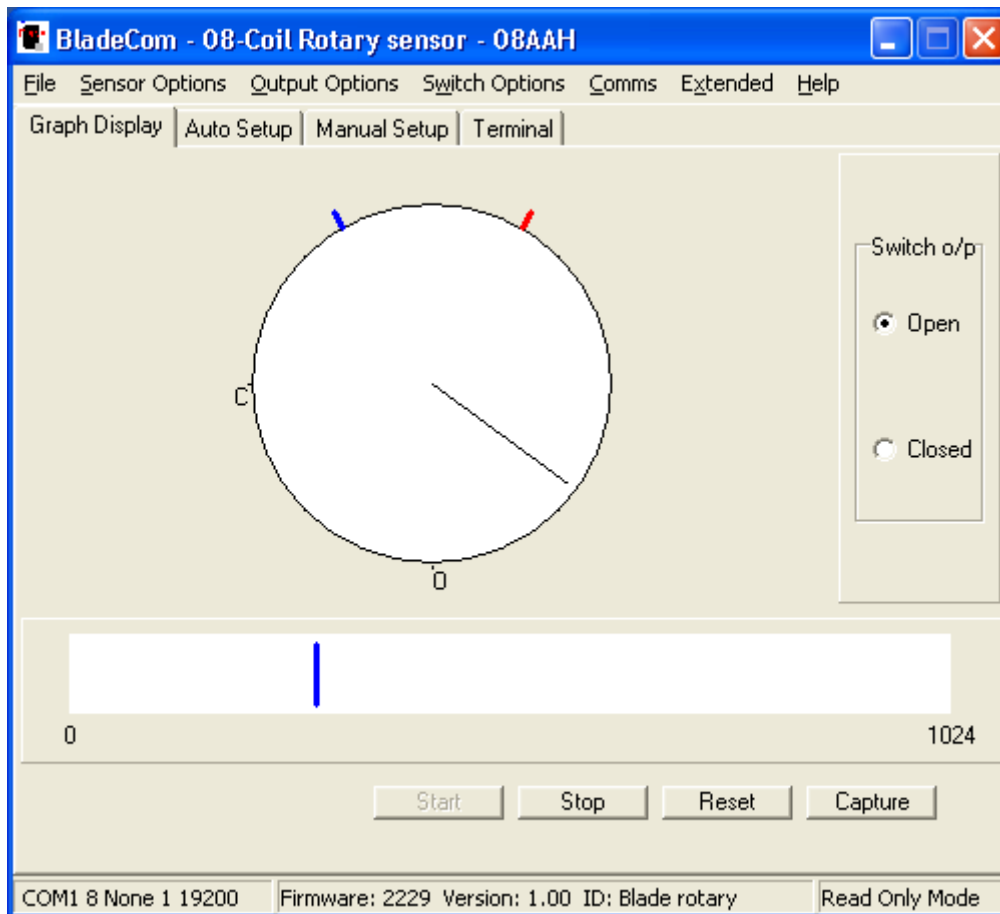 BladeCom - 08-Coil Rotary sensor - 08AAH
File Sensor Options Output Options Switch Options Comms Extended Help
Graph Display Auto Setup Manual Setup Terminal
Switch o/p
Open
C
Closed
O
0 1024
Start Stop Reset Capture
COM1 8 None 1 19200 Firmware: 2229 Version: 1.00 ID: Blade rotary Read Only Mode